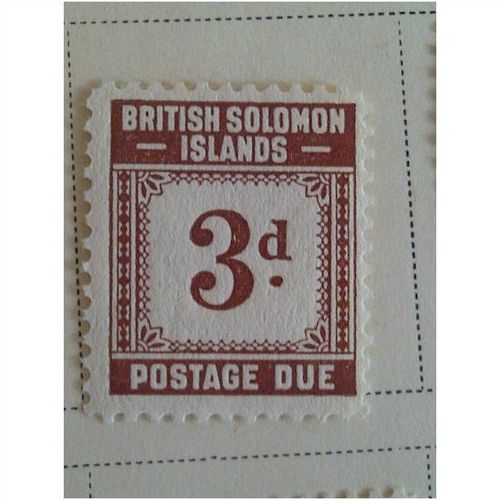 BRITISH SOLOMON
— ISLANDS —
3d.
POSTAGE DUE